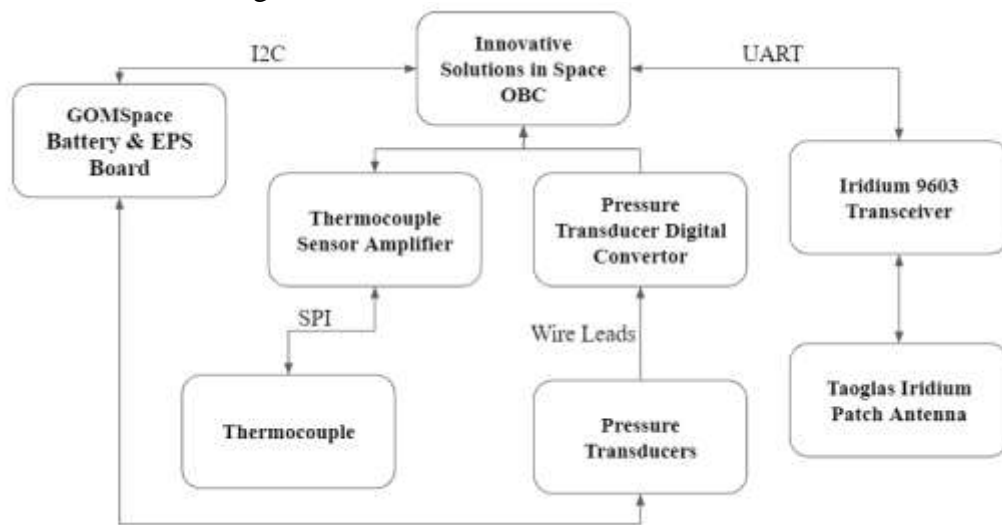 I2C
Innovative
Solutions in Space
OBC
UART
GOMSpace
Battery & EPS
Board
Thermocouple
Sensor Amplifier
Pressure
Transducer Digital
Convertor
Iridium 9603
Transceiver
SPI
Wire Leads
Thermocouple
Pressure
Transducers
Taoglas Iridium
Patch Antenna